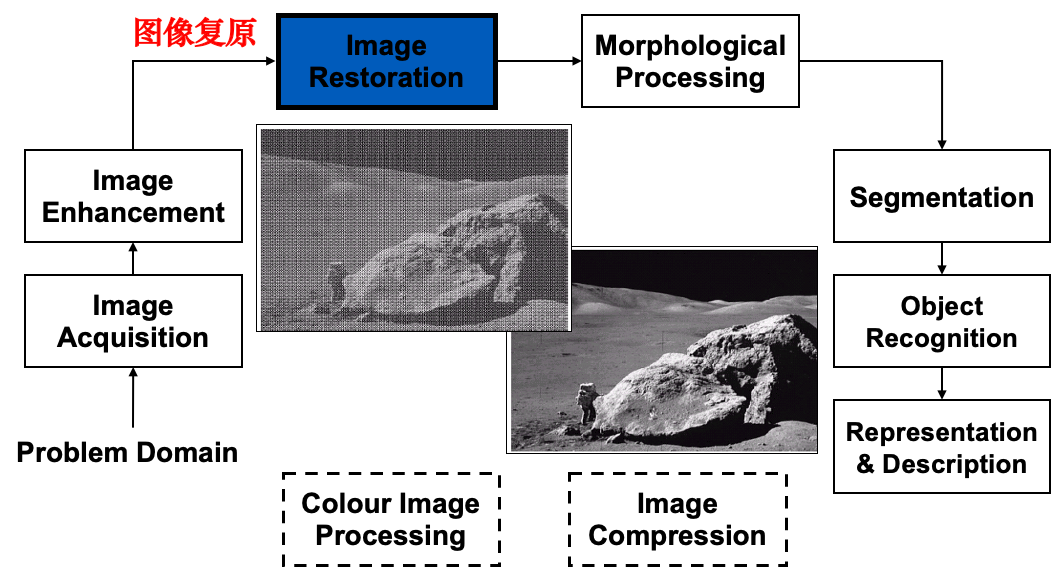 图像复原
Image
Restoration
Morphological
Processing
Image
Enhancement
Segmentation
Image
Acquisition
Object
Recognition
Problem Domain
Representation
& Description
Colour Image
Processing
Image
Compression